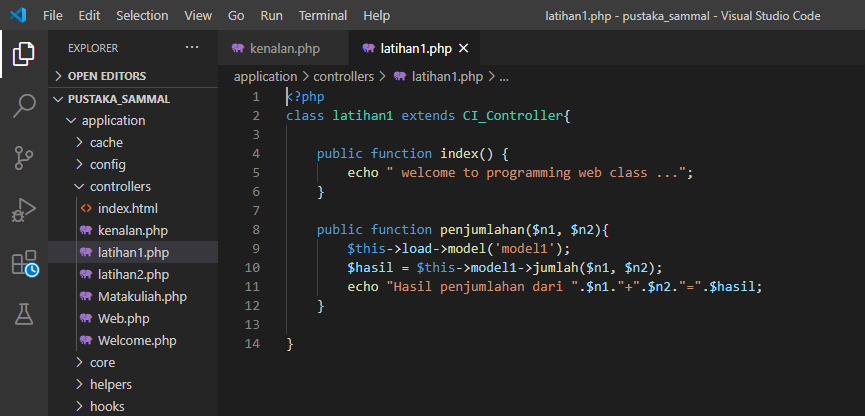 File Edit Selection View Go Run Terminal Help latihan1.php - pustaka_sammal - Visual Studio Code
EXPLORER ...
kenalan.php latihan1.php
OPEN EDITORS
PUSTAKA_SAMMAL
application
cache
config
controllers
index.html
kenalan.php
latihan1.php
latihan2.php
Matakuliah.php
Web.php
Welcome.php
core
helpers
hooks
application > controllers > latihan1.php > ...
1 <?php
2 class latihan1 extends CI_Controller{
3
4 public function index() {
5 echo " welcome to programming web class ...";
6 }
7
8 public function penjumlahan($n1, $n2){
9 $this->load->model('model1');
10 $hasil = $this->model1->jumlah($n1, $n2);
11 echo "Hasil penjumlahan dari ".$n1."+".$n2."=".$hasil;
12 }
13
14 }